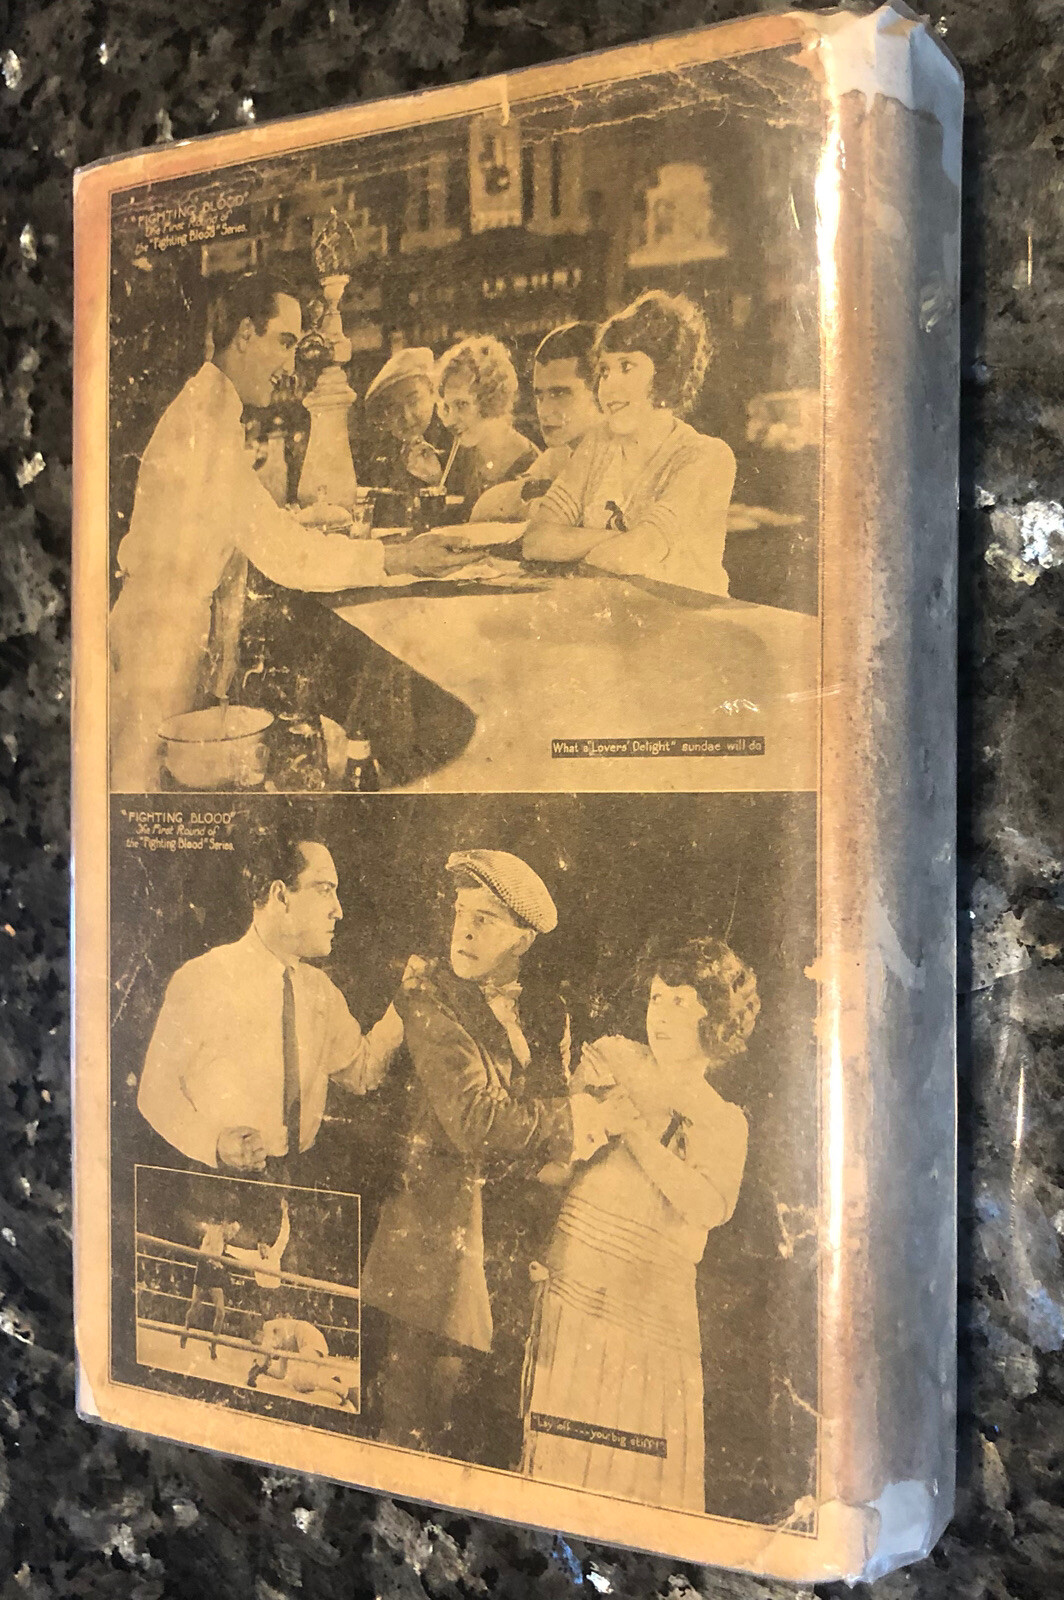 "FIGHTING BLOOD"
The First Round of
the "Fighting Blood" Series.
What a "Lovers' Delight" sundae will do
"FIGHTING BLOOD"
The First Round of
the "Fighting Blood" Series.
"Lay off---you big stiff!"